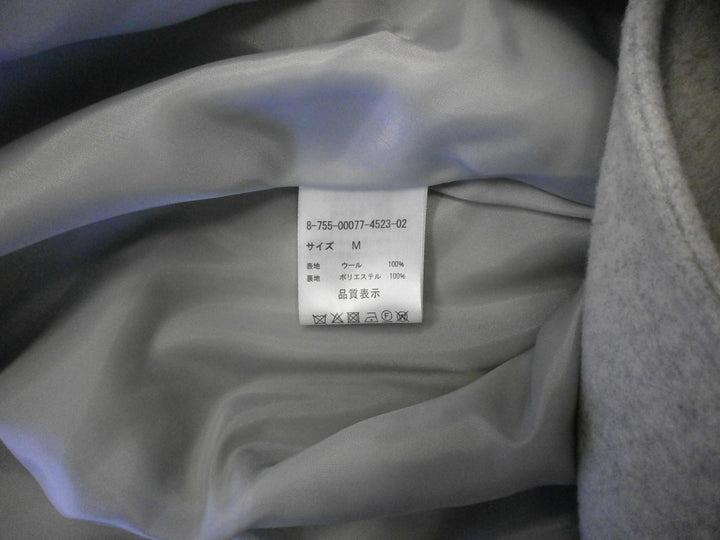 8-755-00077-4523-02
サイズ M
表地 ウール 100%
裏地 ポリエステル 100%
品質表示